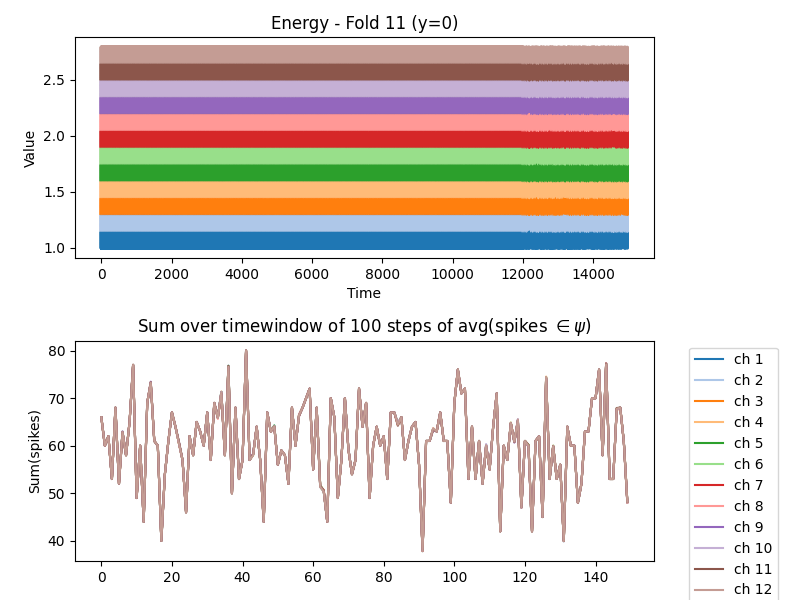 Energy - Fold 11 (y=0)
Value
2.5
2.0
1.5
1.0
0 2000 4000 6000 8000 10000 12000 14000
Time
Sum over timewindow of 100 steps of avg(spikes ∈ ψ)
Sum(spikes)
80
70
60
50
40
0 20 40 60 80 100 120 140
ch 1
ch 2
ch 3
ch 4
ch 5
ch 6
ch 7
ch 8
ch 9
ch 10
ch 11
ch 12